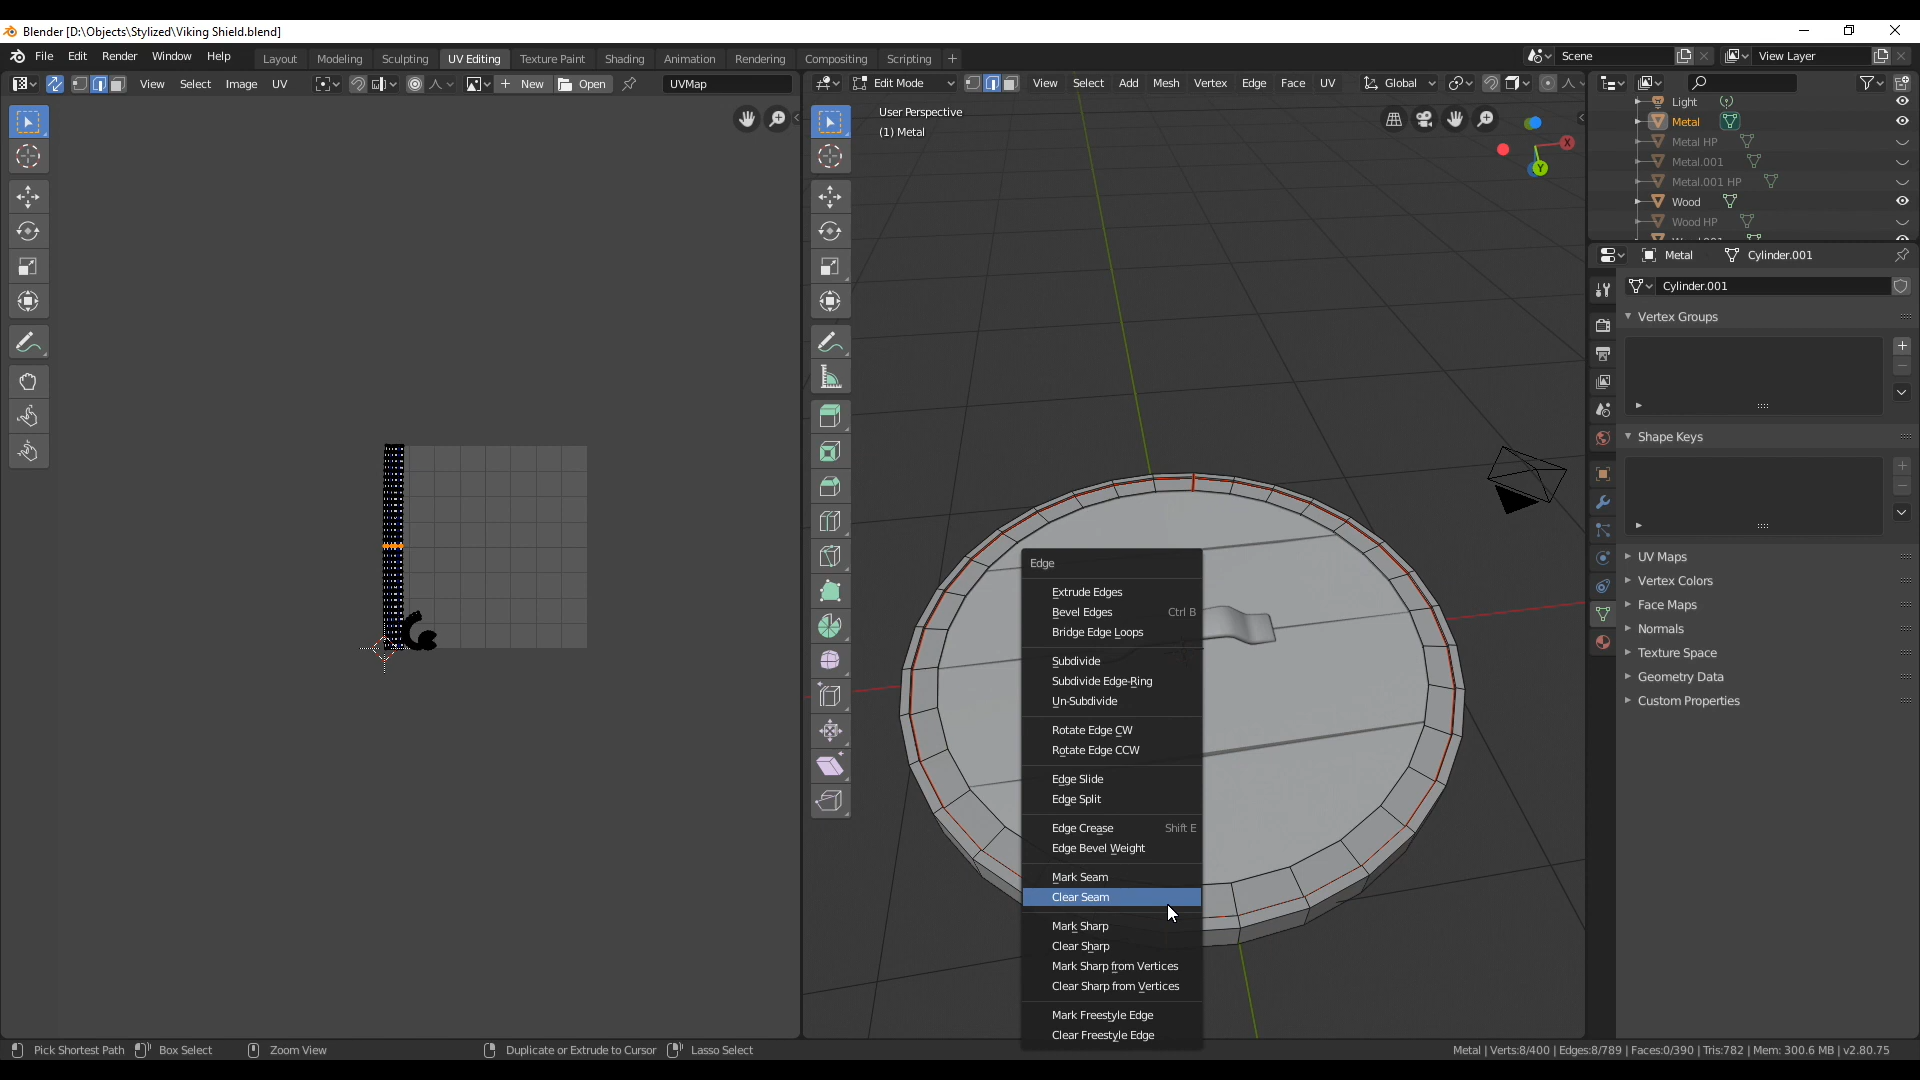 Blender [D:\Objects\Stylized\Viking Shield.blend]
File Edit Render Window Help
Layout Modeling Sculpting UV Editing Texture Paint Shading Animation Rendering Compositing Scripting +
Scene
View Layer
View Select Image UV
New
Open
UVMap
Edit Mode
View Select Add Mesh Vertex Edge Face UV
Global
User Perspective
(1) Metal
X
Y
Light
Metal
Metal HP
Metal.001
Metal.001 HP
Wood
Wood HP
Metal
Cylinder.001
Cylinder.001
Vertex Groups
Shape Keys
UV Maps
Vertex Colors
Face Maps
Normals
Texture Space
Geometry Data
Custom Properties
Edge
Extrude Edges
Bevel Edges Ctrl B
Bridge Edge Loops
Subdivide
Subdivide Edge-Ring
Un-Subdivide
Rotate Edge CW
Rotate Edge CCW
Edge Slide
Edge Split
Edge Crease Shift E
Edge Bevel Weight
Mark Seam
Clear Seam
Mark Sharp
Clear Sharp
Mark Sharp from Vertices
Clear Sharp from Vertices
Mark Freestyle Edge
Clear Freestyle Edge
Pick Shortest Path
Box Select
Zoom View
Duplicate or Extrude to Cursor
Lasso Select
Metal | Verts:8/400 | Edges:8/789 | Faces:0/390 | Tris:782 | Mem: 300.6 MB | v2.80.75